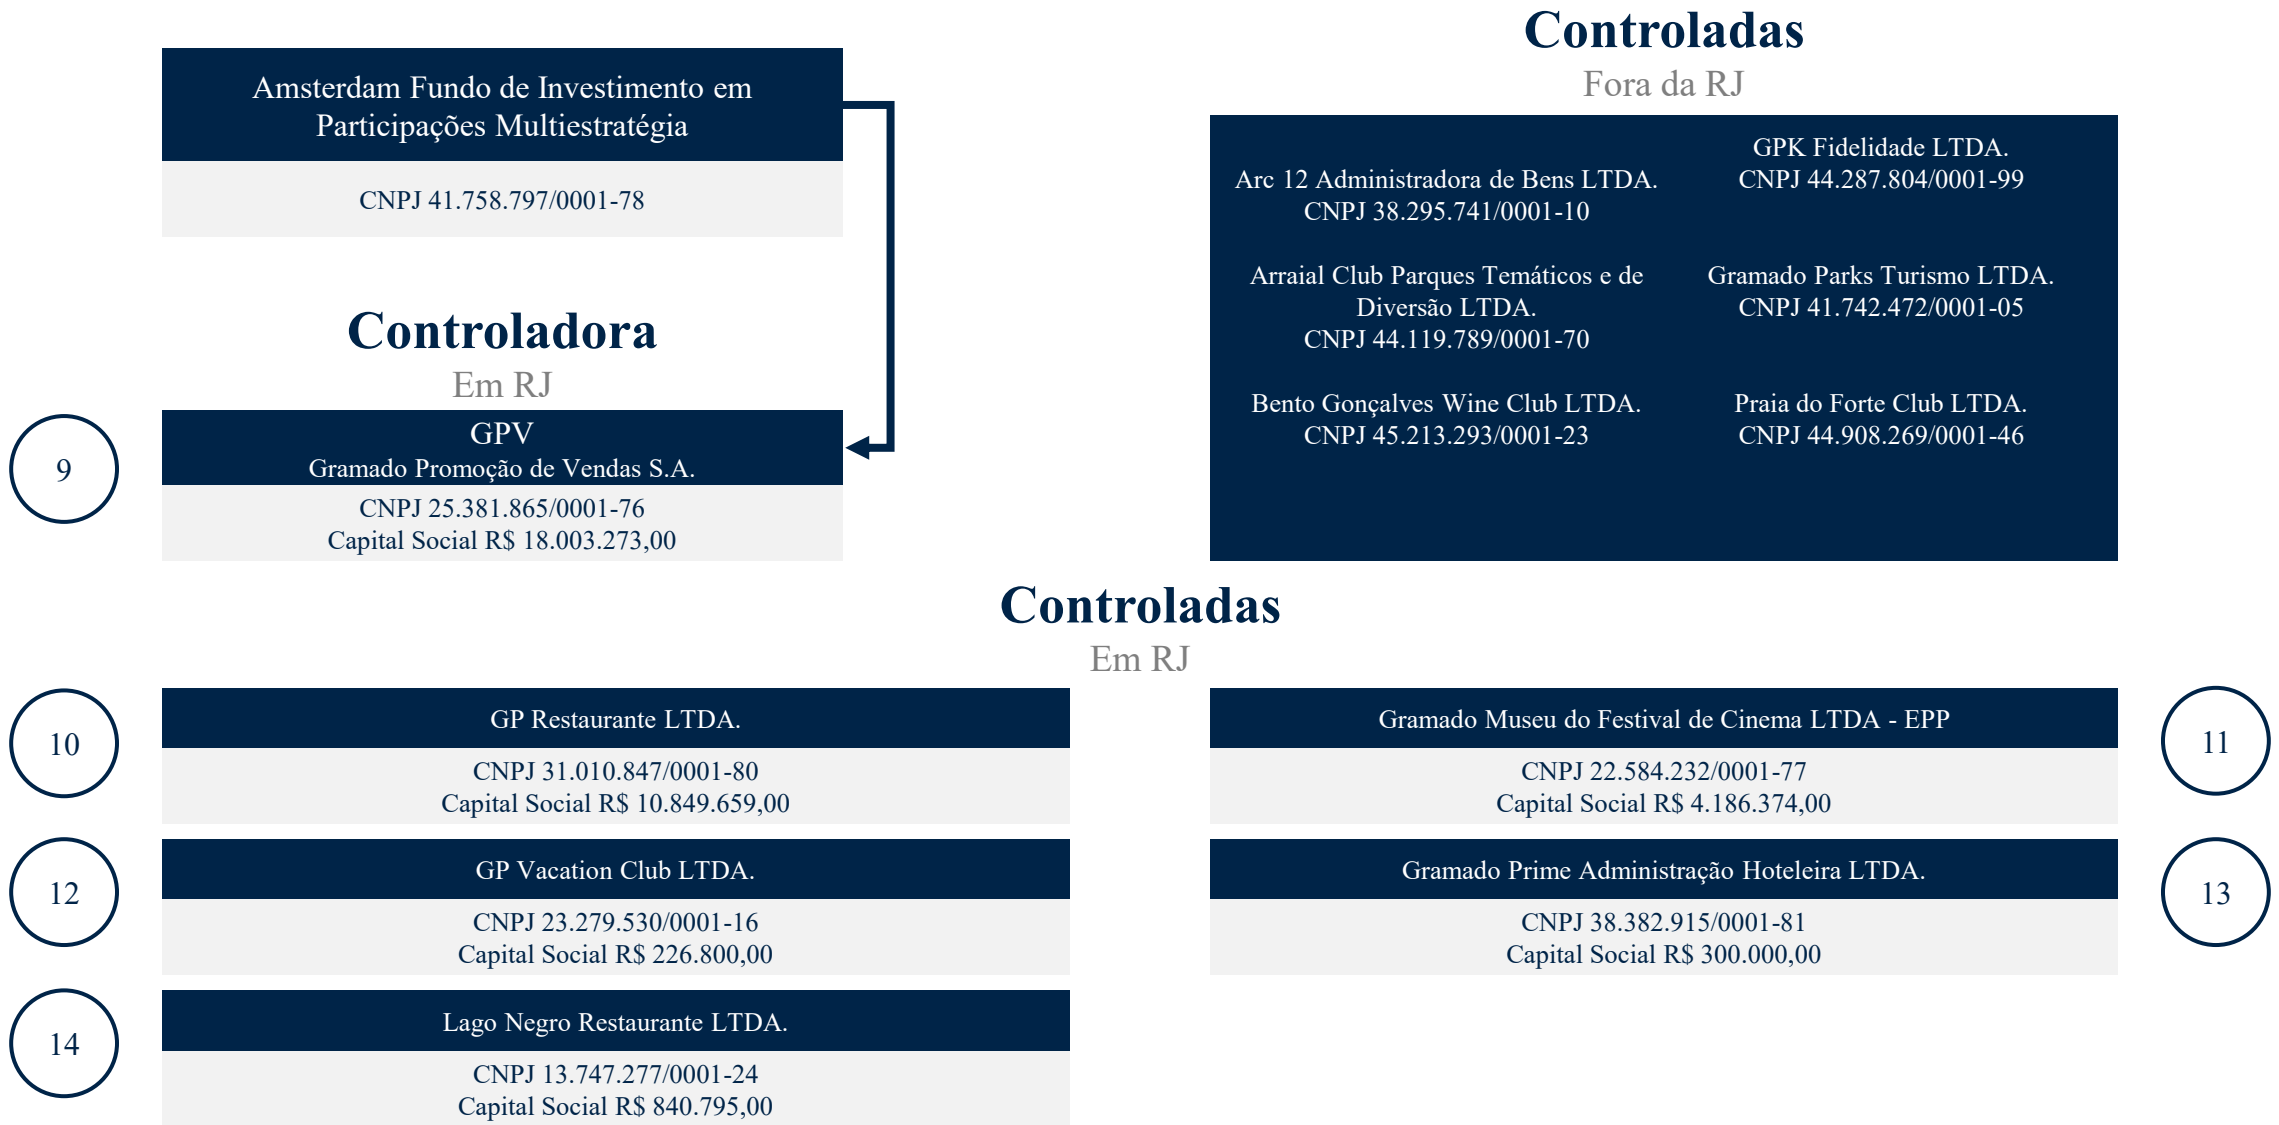 Amsterdam Fundo de Investimento em
Participações Multiestratégia
CNPJ 41.758.797/0001-78
Controladora
Em RJ
9
GPV
Gramado Promoção de Vendas S.A.
CNPJ 25.381.865/0001-76
Capital Social R$ 18.003.273,00
Controladas
Fora da RJ
Arc 12 Administradora de Bens LTDA.
CNPJ 38.295.741/0001-10
Arraial Club Parques Temáticos e de
Diversão LTDA.
CNPJ 44.119.789/0001-70
Bento Gonçalves Wine Club LTDA.
CNPJ 45.213.293/0001-23
GPK Fidelidade LTDA.
CNPJ 44.287.804/0001-99
Gramado Parks Turismo LTDA.
CNPJ 41.742.472/0001-05
Praia do Forte Club LTDA.
CNPJ 44.908.269/0001-46
Controladas
Em RJ
10
GP Restaurante LTDA.
CNPJ 31.010.847/0001-80
Capital Social R$ 10.849.659,00
Gramado Museu do Festival de Cinema LTDA - EPP
CNPJ 22.584.232/0001-77
Capital Social R$ 4.186.374,00
11
12
GP Vacation Club LTDA.
CNPJ 23.279.530/0001-16
Capital Social R$ 226.800,00
Gramado Prime Administração Hoteleira LTDA.
CNPJ 38.382.915/0001-81
Capital Social R$ 300.000,00
13
14
Lago Negro Restaurante LTDA.
CNPJ 13.747.277/0001-24
Capital Social R$ 840.795,00